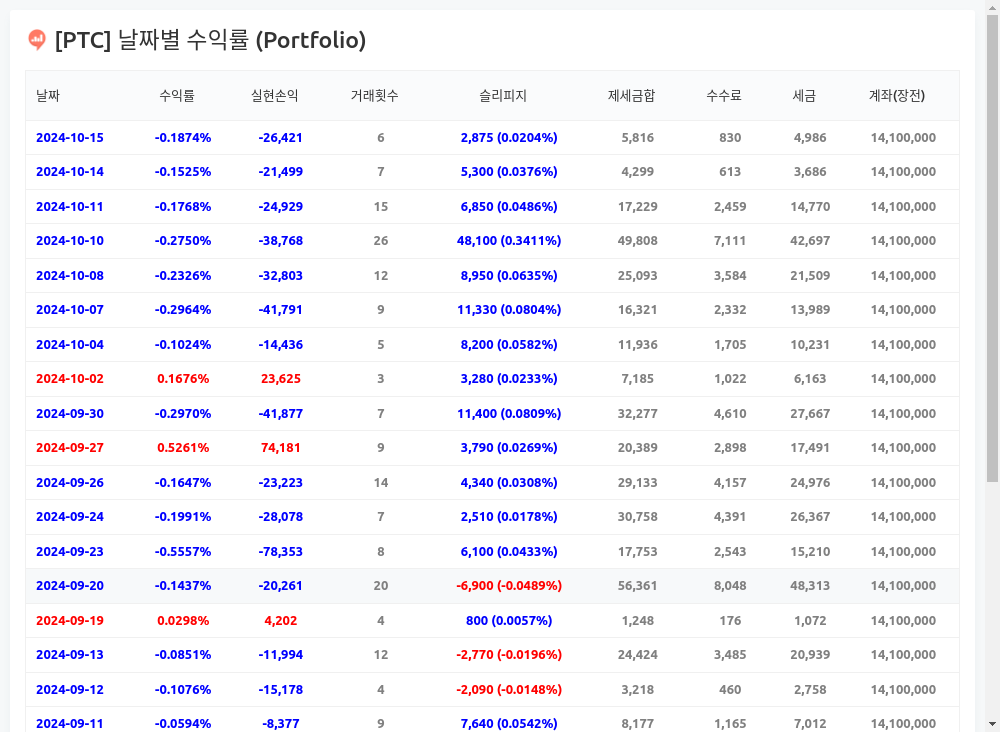 [PTC] 날짜별 수익률 (Portfolio)
날짜 수익률 실현손익 거래횟수 슬리피지 제세금합 수수료 세금 계좌(장전)
2024-10-15 -0.1874% -26,421 6 2,875 (0.0204%) 5,816 830 4,986 14,100,000
2024-10-14 -0.1525% -21,499 7 5,300 (0.0376%) 4,299 613 3,686 14,100,000
2024-10-11 -0.1768% -24,929 15 6,850 (0.0486%) 17,229 2,459 14,770 14,100,000
2024-10-10 -0.2750% -38,768 26 48,100 (0.3411%) 49,808 7,111 42,697 14,100,000
2024-10-08 -0.2326% -32,803 12 8,950 (0.0635%) 25,093 3,584 21,509 14,100,000
2024-10-07 -0.2964% -41,791 9 11,330 (0.0804%) 16,321 2,332 13,989 14,100,000
2024-10-04 -0.1024% -14,436 5 8,200 (0.0582%) 11,936 1,705 10,231 14,100,000
2024-10-02 0.1676% 23,625 3 3,280 (0.0233%) 7,185 1,022 6,163 14,100,000
2024-09-30 -0.2970% -41,877 7 11,400 (0.0809%) 32,277 4,610 27,667 14,100,000
2024-09-27 0.5261% 74,181 9 3,790 (0.0269%) 20,389 2,898 17,491 14,100,000
2024-09-26 -0.1647% -23,223 14 4,340 (0.0308%) 29,133 4,157 24,976 14,100,000
2024-09-24 -0.1991% -28,078 7 2,510 (0.0178%) 30,758 4,391 26,367 14,100,000
2024-09-23 -0.5557% -78,353 8 6,100 (0.0433%) 17,753 2,543 15,210 14,100,000
2024-09-20 -0.1437% -20,261 20 -6,900 (-0.0489%) 56,361 8,048 48,313 14,100,000
2024-09-19 0.0298% 4,202 4 800 (0.0057%) 1,248 176 1,072 14,100,000
2024-09-13 -0.0851% -11,994 12 -2,770 (-0.0196%) 24,424 3,485 20,939 14,100,000
2024-09-12 -0.1076% -15,178 4 -2,090 (-0.0148%) 3,218 460 2,758 14,100,000
2024-09-11 -0.0594% -8,377 9 7,640 (0.0542%) 8,177 1,165 7,012 14,100,000